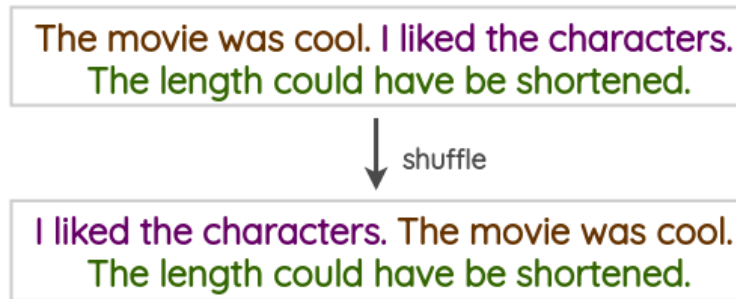 The movie was cool. I liked the characters.
The length could have be shortened.
shuffle
I liked the characters. The movie was cool.
The length could have be shortened.